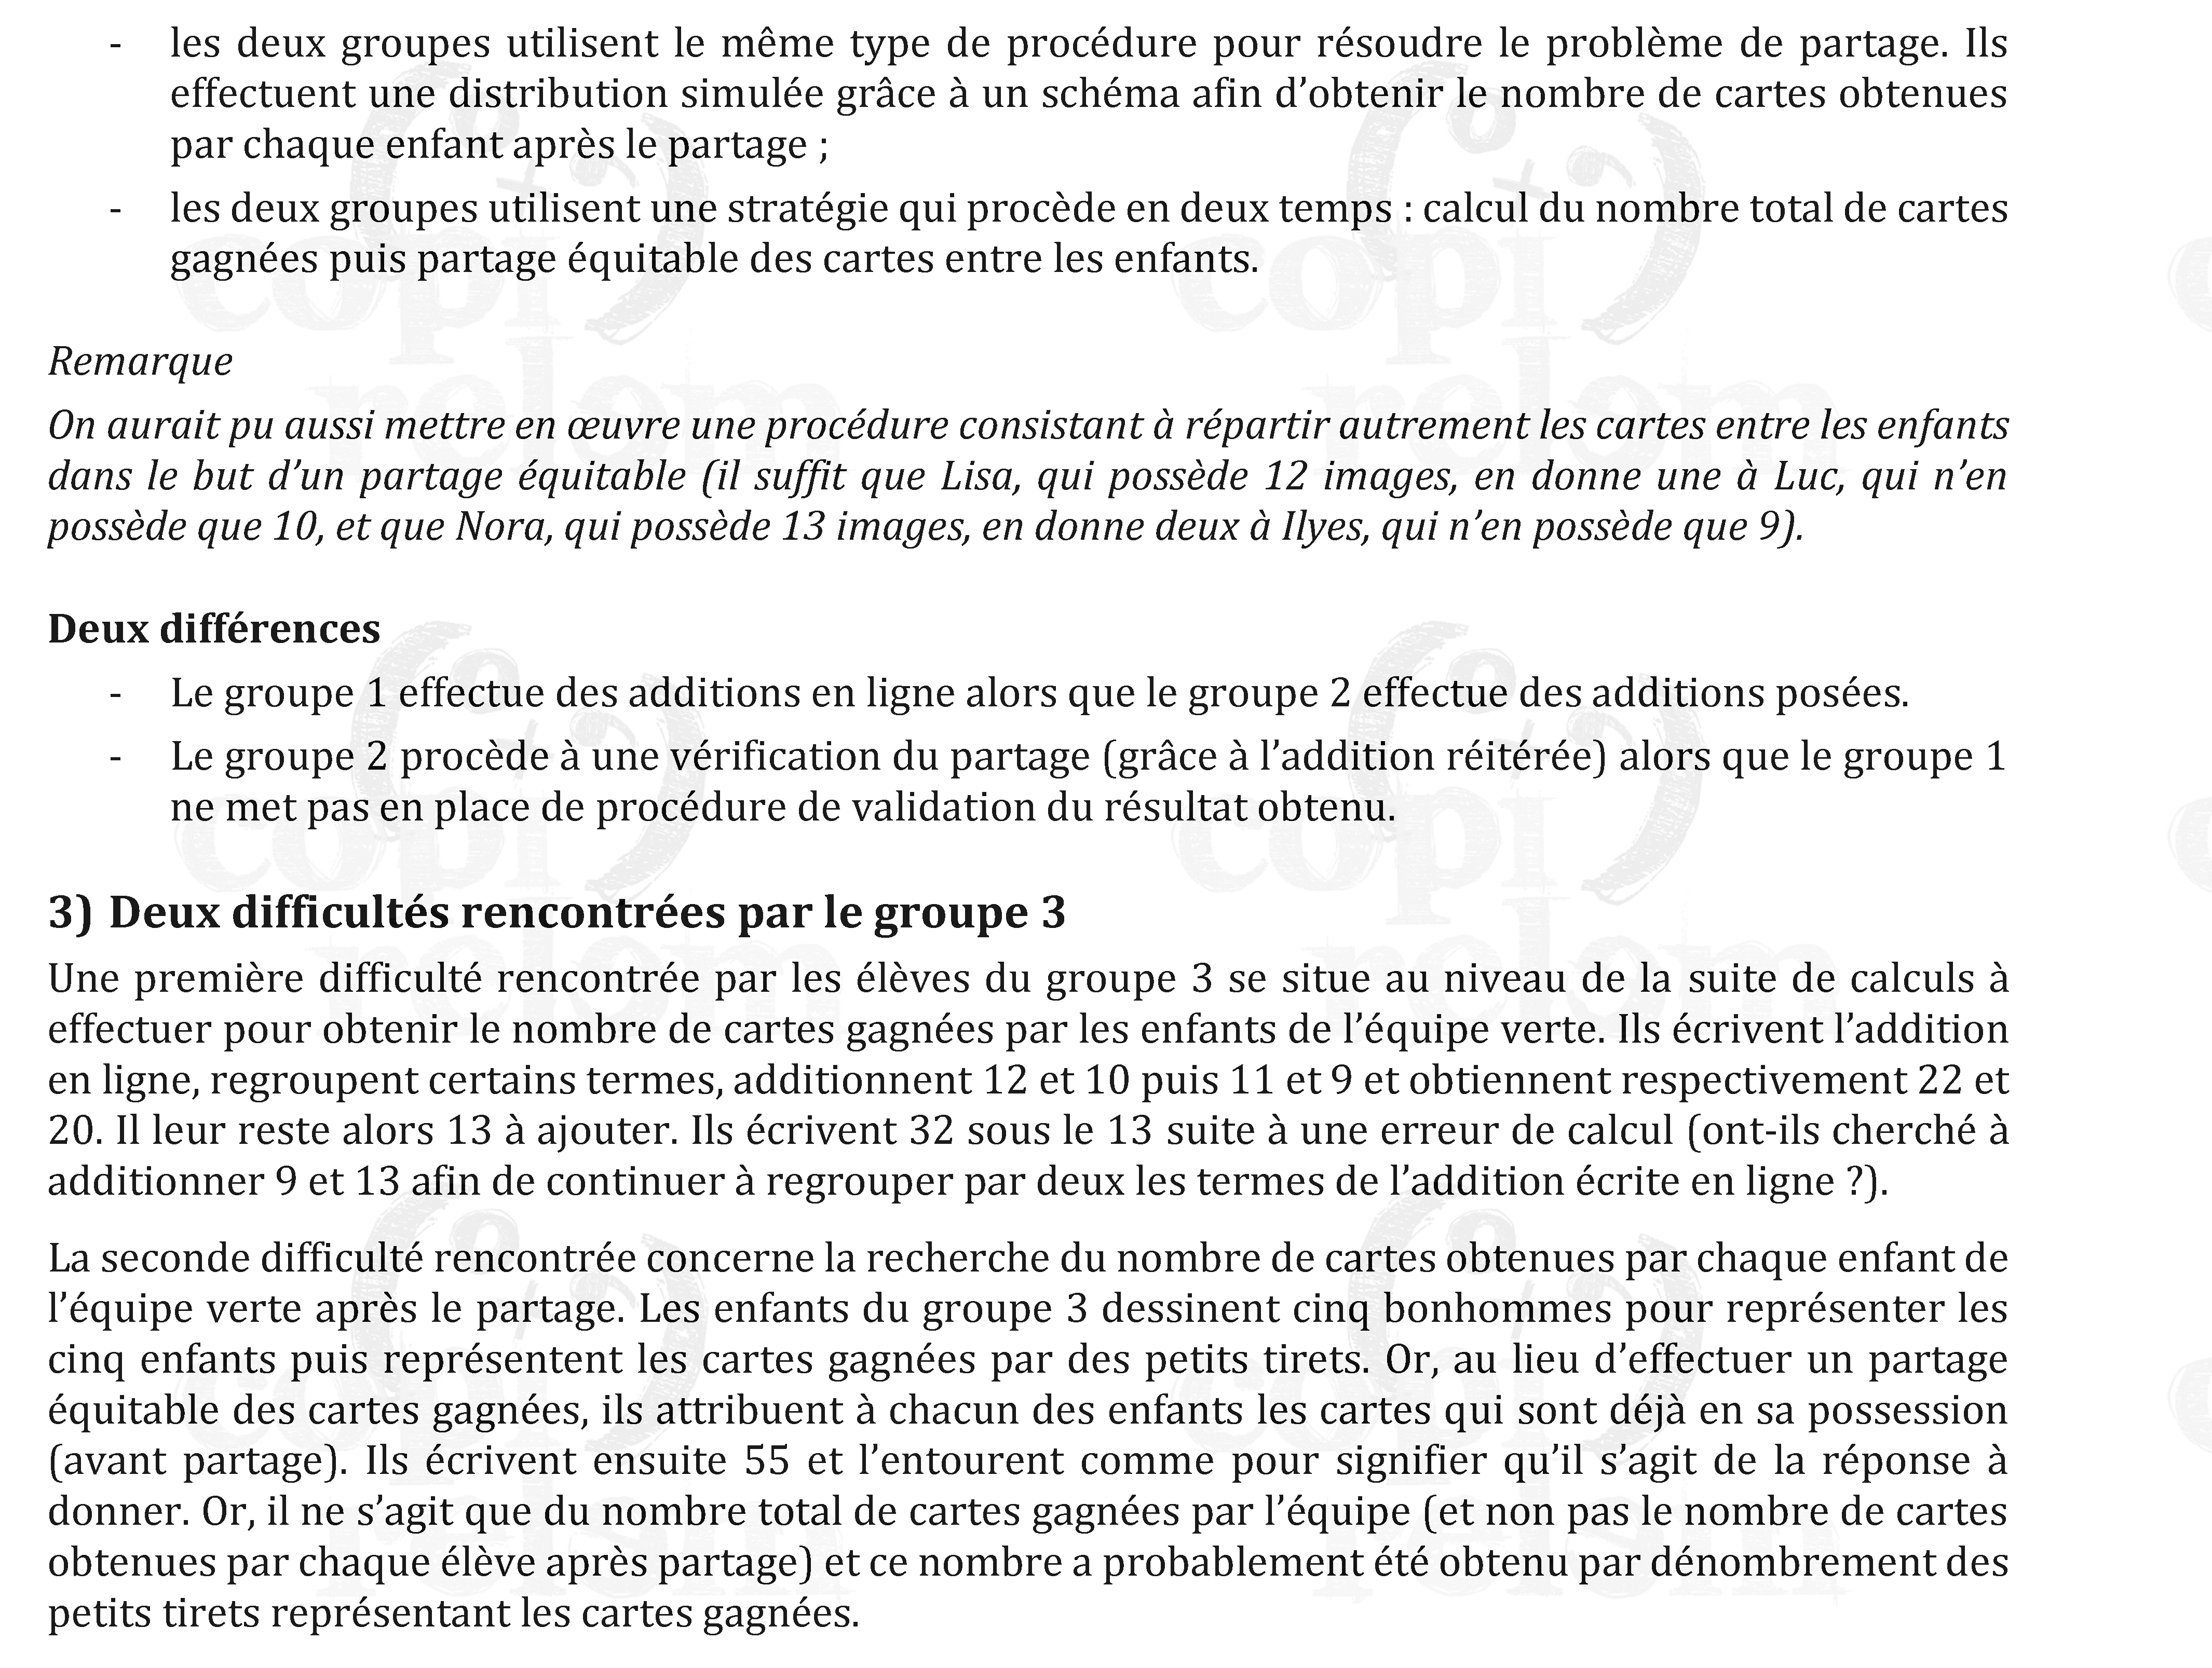 - les deux groupes utilisent le même type de procédure pour résoudre le problème de partage. Ils
effectuent une distribution simulée grâce à un schéma afin d’obtenir le nombre de cartes obtenues
par chaque enfant après le partage ;
- les deux groupes utilisent une stratégie qui procède en deux temps : calcul du nombre total de cartes
gagnées puis partage équitable des cartes entre les enfants.
Remarque
On aurait pu aussi mettre en œuvre une procédure consistant à répartir autrement les cartes entre les enfants
dans le but d’un partage équitable (il suffit que Lisa, qui possède 12 images, en donne une à Luc, qui n’en
possède que 10, et que Nora, qui possède 13 images, en donne deux à Ilyes, qui n’en possède que 9).
Deux différences
- Le groupe 1 effectue des additions en ligne alors que le groupe 2 effectue des additions posées.
- Le groupe 2 procède à une vérification du partage (grâce à l’addition réitérée) alors que le groupe 1
ne met pas en place de procédure de validation du résultat obtenu.
3) Deux difficultés rencontrées par le groupe 3
Une première difficulté rencontrée par les élèves du groupe 3 se situe au niveau de la suite de calculs à
effectuer pour obtenir le nombre de cartes gagnées par les enfants de l’équipe verte. Ils écrivent l’addition
en ligne, regroupent certains termes, additionnent 12 et 10 puis 11 et 9 et obtiennent respectivement 22 et
20. Il leur reste alors 13 à ajouter. Ils écrivent 32 sous le 13 suite à une erreur de calcul (ont-ils cherché à
additionner 9 et 13 afin de continuer à regrouper par deux les termes de l’addition écrite en ligne ?).
La seconde difficulté rencontrée concerne la recherche du nombre de cartes obtenues par chaque enfant de
l’équipe verte après le partage. Les enfants du groupe 3 dessinent cinq bonhommes pour représenter les
cinq enfants puis représentent les cartes gagnées par des petits tirets. Or, au lieu d’effectuer un partage
équitable des cartes gagnées, ils attribuent à chacun des enfants les cartes qui sont déjà en sa possession
(avant partage). Ils écrivent ensuite 55 et l’entourent comme pour signifier qu’il s’agit de la réponse à
donner. Or, il ne s’agit que du nombre total de cartes gagnées par l’équipe (et non pas le nombre de cartes
obtenues par chaque élève après partage) et ce nombre a probablement été obtenu par dénombrement des
petits tirets représentant les cartes gagnées.
copi
relem
copi
relem
copi
relem
copi
relem